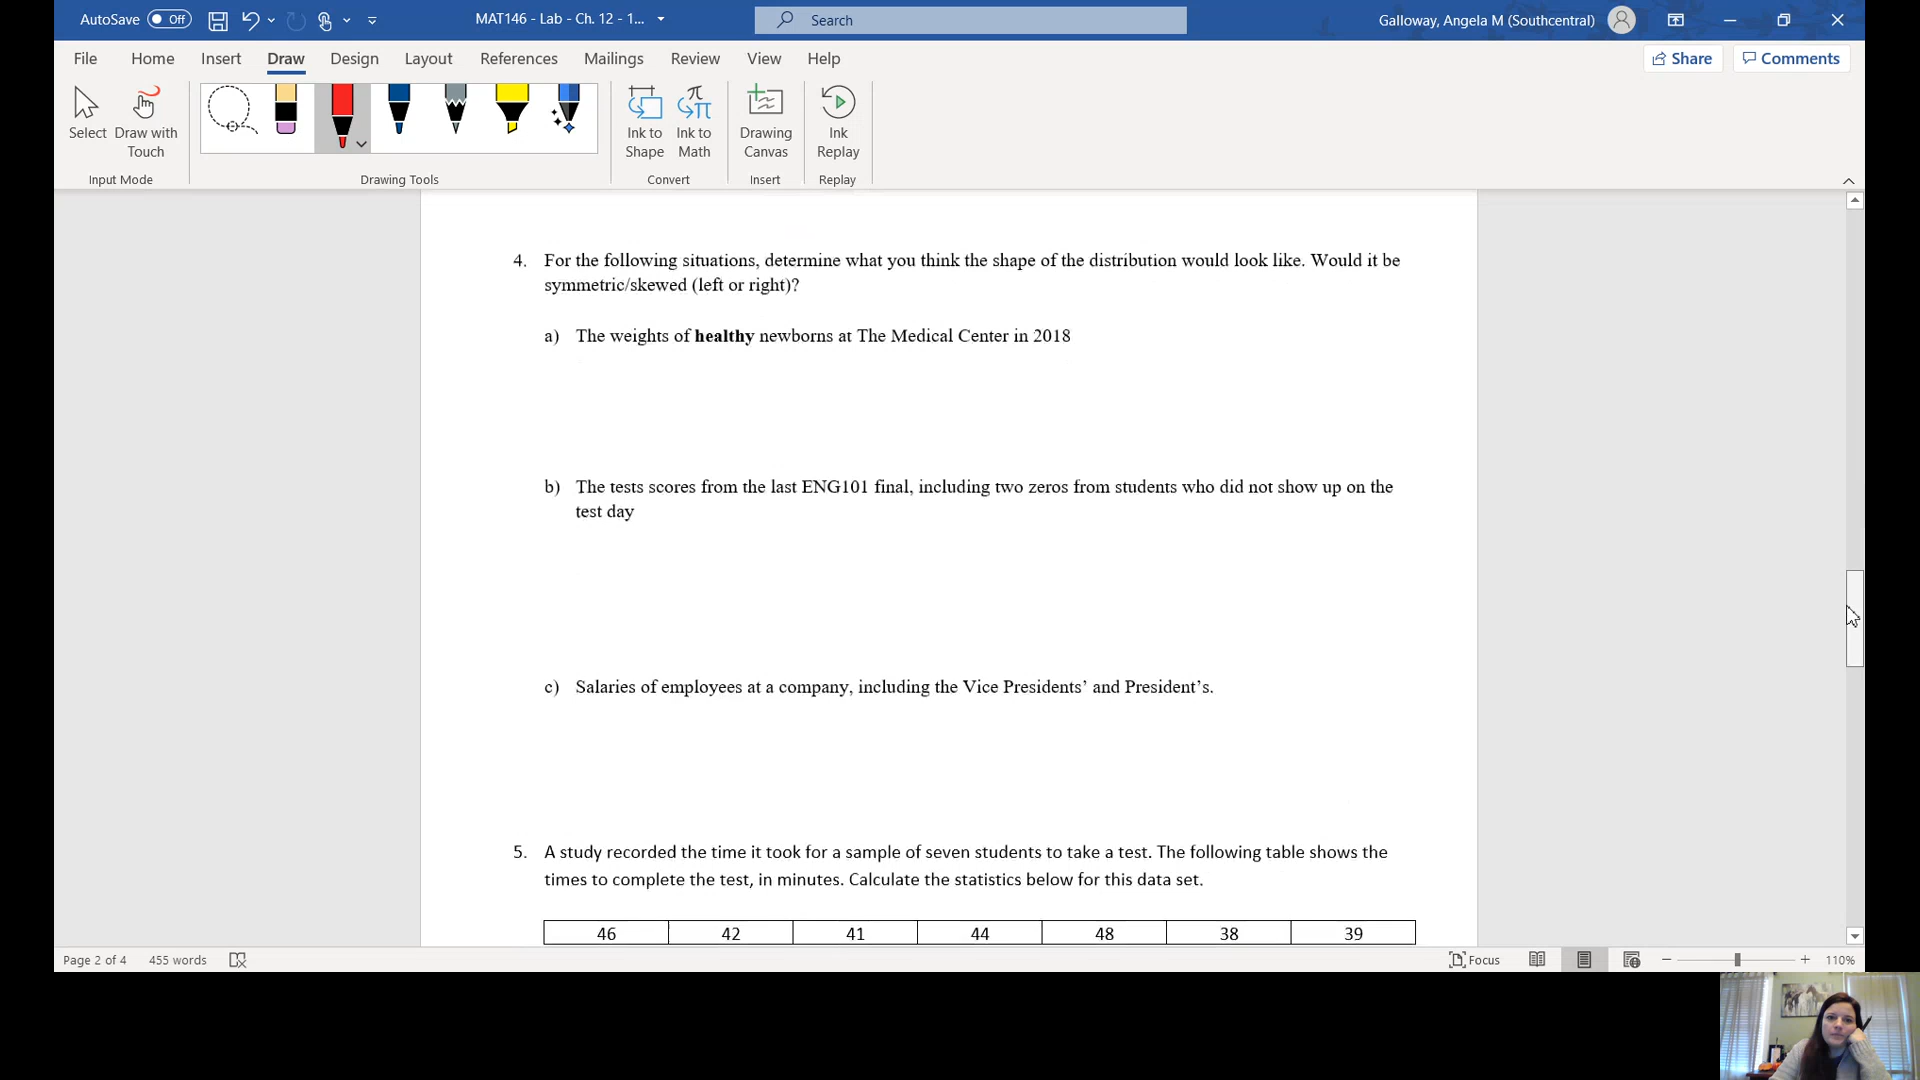 AutoSave Off
MAT146 - Lab - Ch. 12 - 1...
Search
Galloway, Angela M (Southcentral)
File Home Insert Draw Design Layout References Mailings Review View Help
Share Comments
Select
Draw with
Touch
Ink to
Shape
Ink to
Math
Drawing
Canvas
Ink
Replay
Input Mode
Drawing Tools
Convert
Insert
Replay
4. For the following situations, determine what you think the shape of the distribution would look like. Would it be
symmetric/skewed (left or right)?
a) The weights of healthy newborns at The Medical Center in 2018
b) The tests scores from the last ENG101 final, including two zeros from students who did not show up on the
test day
c) Salaries of employees at a company, including the Vice Presidents’ and President’s.
5. A study recorded the time it took for a sample of seven students to take a test. The following table shows the
times to complete the test, in minutes. Calculate the statistics below for this data set.
46 42 41 44 48 38 39
Page 2 of 4 455 words
Focus
110%